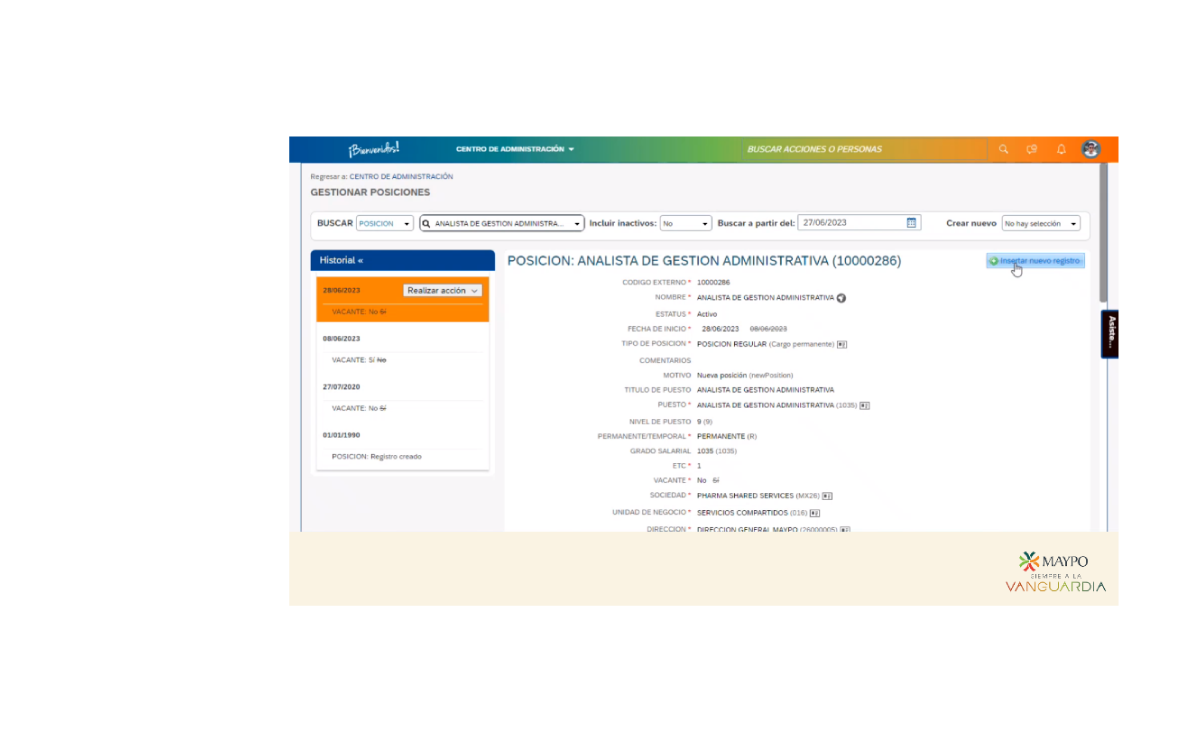 ¡Bienvenidos!
CENTRO DE ADMINISTRACIÓN
BUSCAR ACCIONES O PERSONAS
Regresar a: CENTRO DE ADMINISTRACIÓN
GESTIONAR POSICIONES
BUSCAR POSICION ANALISTA DE GESTION ADMINISTRA... Incluir inactivos: No Buscar a partir del: 27/06/2023 Crear nuevo No hay selección
Historial «
28/06/2023 Realizar acción
VACANTE: No Sí
08/06/2023
VACANTE: Sí No
27/07/2020
VACANTE: No Sí
01/01/1990
POSICION: Registro creado
POSICION: ANALISTA DE GESTION ADMINISTRATIVA (10000286)
Insertar nuevo registro
CODIGO EXTERNO * 10000286
NOMBRE * ANALISTA DE GESTION ADMINISTRATIVA
ESTATUS * Activo
FECHA DE INICIO * 28/06/2023 08/06/2023
TIPO DE POSICION * POSICION REGULAR (Cargo permanente)
COMENTARIOS
MOTIVO Nueva posición (newPosition)
TITULO DE PUESTO ANALISTA DE GESTION ADMINISTRATIVA
PUESTO * ANALISTA DE GESTION ADMINISTRATIVA (1035)
NIVEL DE PUESTO 9 (9)
PERMANENTE/TEMPORAL * PERMANENTE (R)
GRADO SALARIAL 1035 (1035)
ETC * 1
VACANTE * No Sí
SOCIEDAD * PHARMA SHARED SERVICES (MX26)
UNIDAD DE NEGOCIO * SERVICIOS COMPARTIDOS (016)
DIRECCION * DIRECCION GENERAL MAYPO (26000005)
Asiste...
MAYPO
SIEMPRE A LA
VANGUARDIA